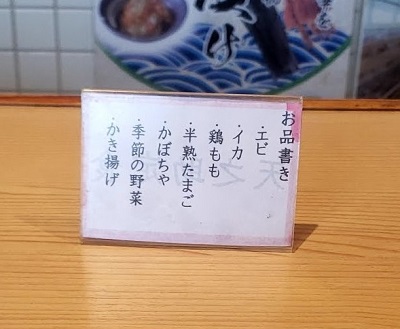 お品書き
・エビ
・イカ
・鶏もも
・半熟たまご
・かぼちゃ
・季節の野菜
・かき揚げ